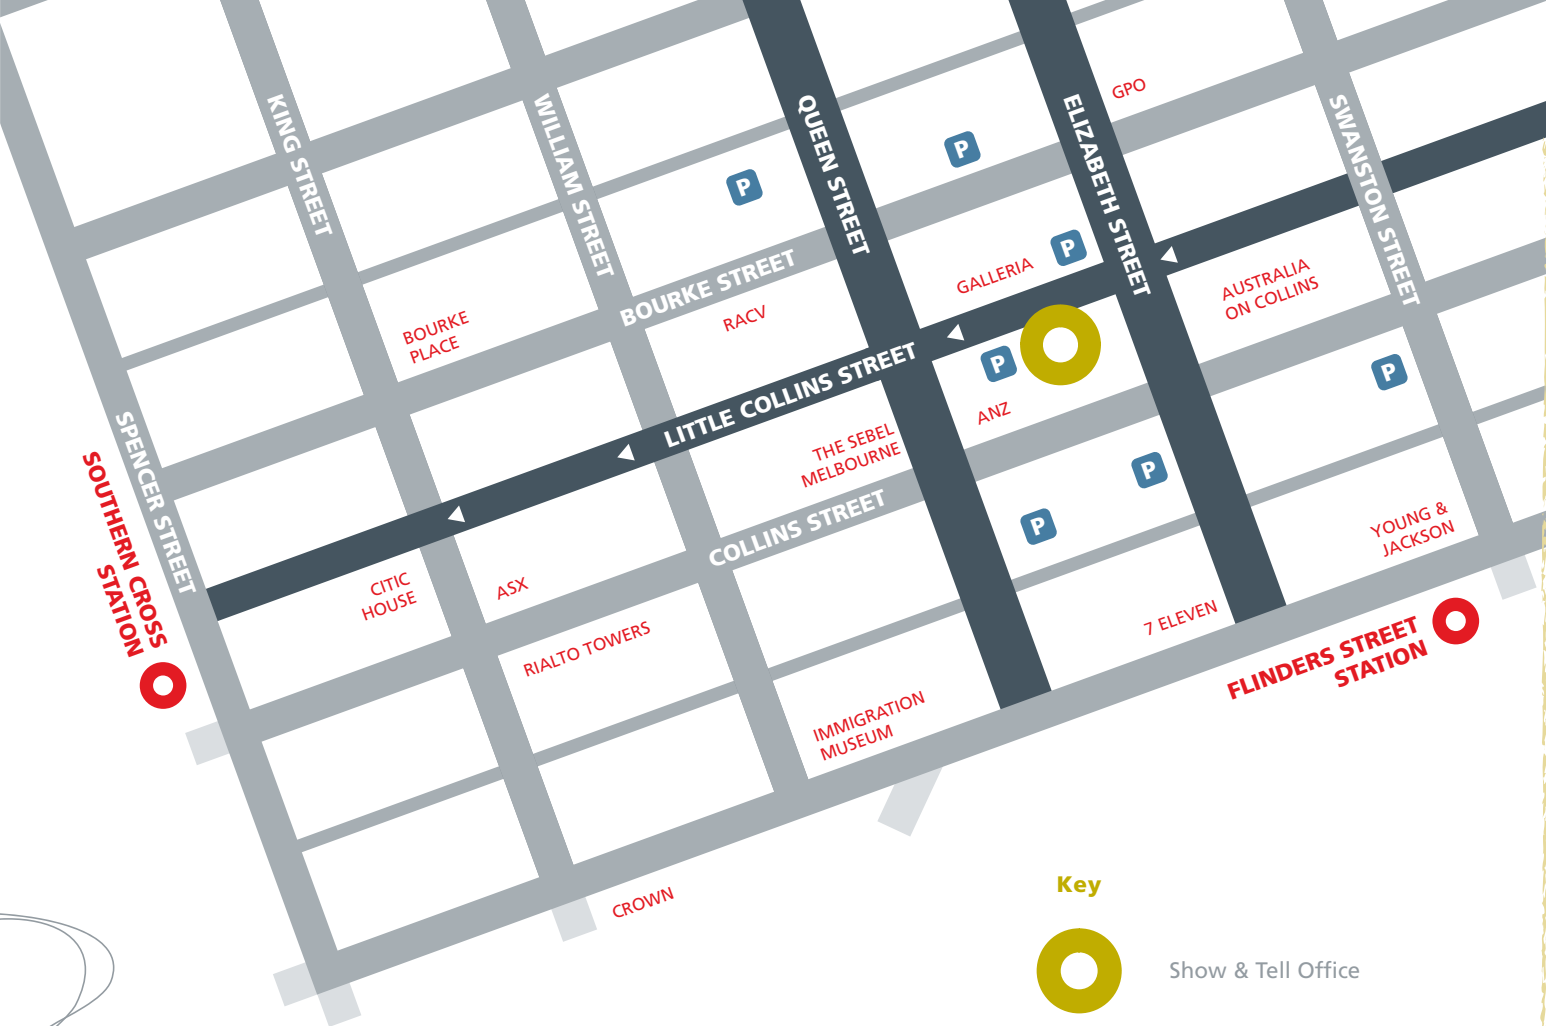 KING STREET
WILLIAM STREET
QUEEN STREET
ELIZABETH STREET
SWANSTON STREET
GPO
P
P
BOURKE STREET
GALLERIA
P
AUSTRALIA
ON COLLINS
BOURKE
PLACE
RACV
LITTLE COLLINS STREET
P
P
ANZ
SPENCER STREET
SOUTHERN CROSS
STATION
THE SEBEL
MELBOURNE
COLLINS STREET
P
P
YOUNG &
JACKSON
CITIC
HOUSE
ASX
RIALTO TOWERS
7 ELEVEN
FLINDERS STREET
STATION
IMMIGRATION
MUSEUM
CROWN
Key
Show & Tell Office